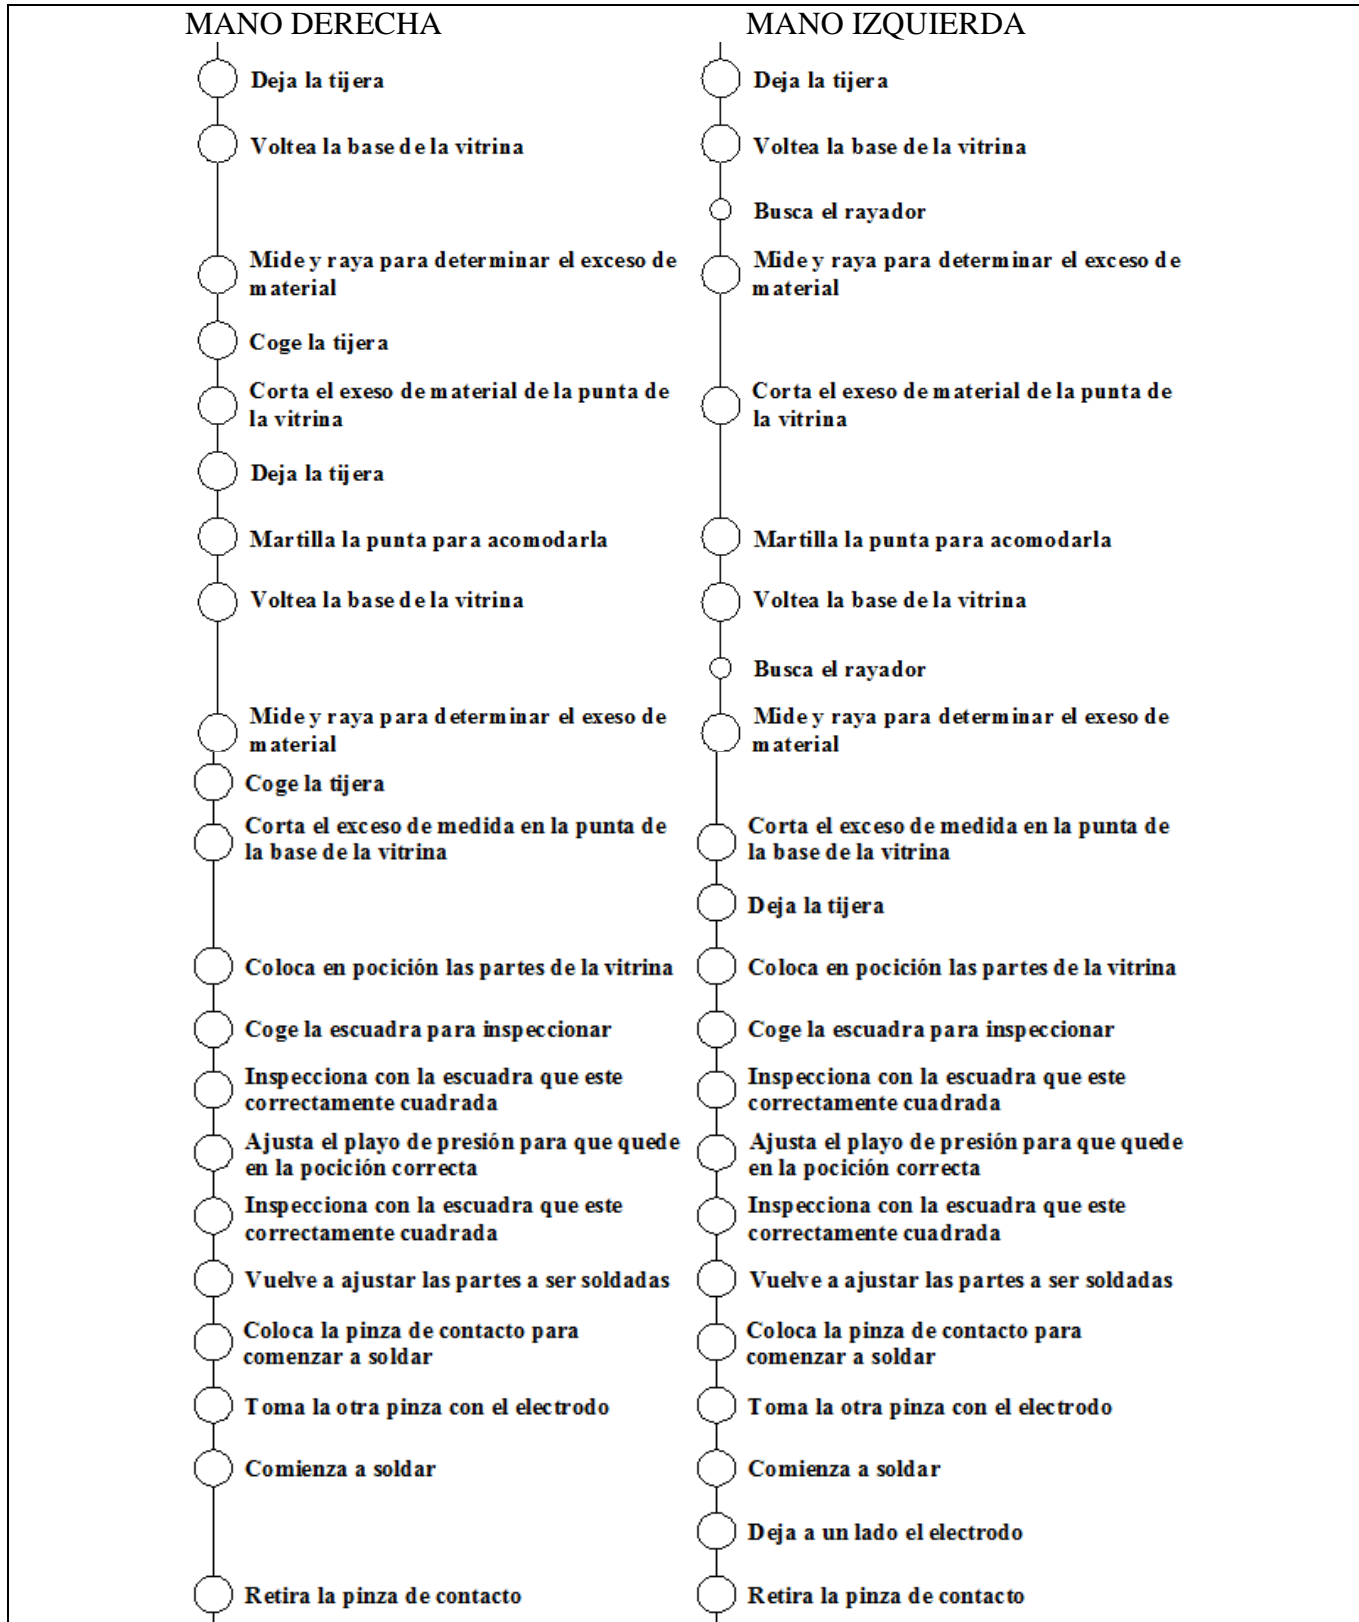 MANO DERECHA MANO IZQUIERDA
Deja la tijera Deja la tijera
Voltea la base de la vitrina Voltea la base de la vitrina
Busca el rayador
Mide y raya para determinar el exceso de Mide y raya para determinar el exceso de
material material
Coge la tijera
Corta el exeso de material de la punta de Corta el exeso de material de la punta de
la vitrina la vitrina
Deja la tijera
Martilla la punta para acomodarla Martilla la punta para acomodarla
Voltea la base de la vitrina Voltea la base de la vitrina
Busca el rayador
Mide y raya para determinar el exeso de Mide y raya para determinar el exeso de
material material
Coge la tijera
Corta el exceso de medida en la punta de Corta el exceso de medida en la punta de
la base de la vitrina la base de la vitrina
Deja la tijera
Coloca en pocición las partes de la vitrina Coloca en pocición las partes de la vitrina
Coge la escuadra para inspeccionar Coge la escuadra para inspeccionar
Inspecciona con la escuadra que este Inspecciona con la escuadra que este
correctamente cuadrada correctamente cuadrada
Ajusta el playo de presión para que quede Ajusta el playo de presión para que quede
en la pocición correcta en la pocición correcta
Inspecciona con la escuadra que este Inspecciona con la escuadra que este
correctamente cuadrada correctamente cuadrada
Vuelve a ajustar las partes a ser soldadas Vuelve a ajustar las partes a ser soldadas
Coloca la pinza de contacto para Coloca la pinza de contacto para
comenzar a soldar comenzar a soldar
Toma la otra pinza con el electrodo Toma la otra pinza con el electrodo
Comienza a soldar Comienza a soldar
Deja a un lado el electrodo
Retira la pinza de contacto Retira la pinza de contacto